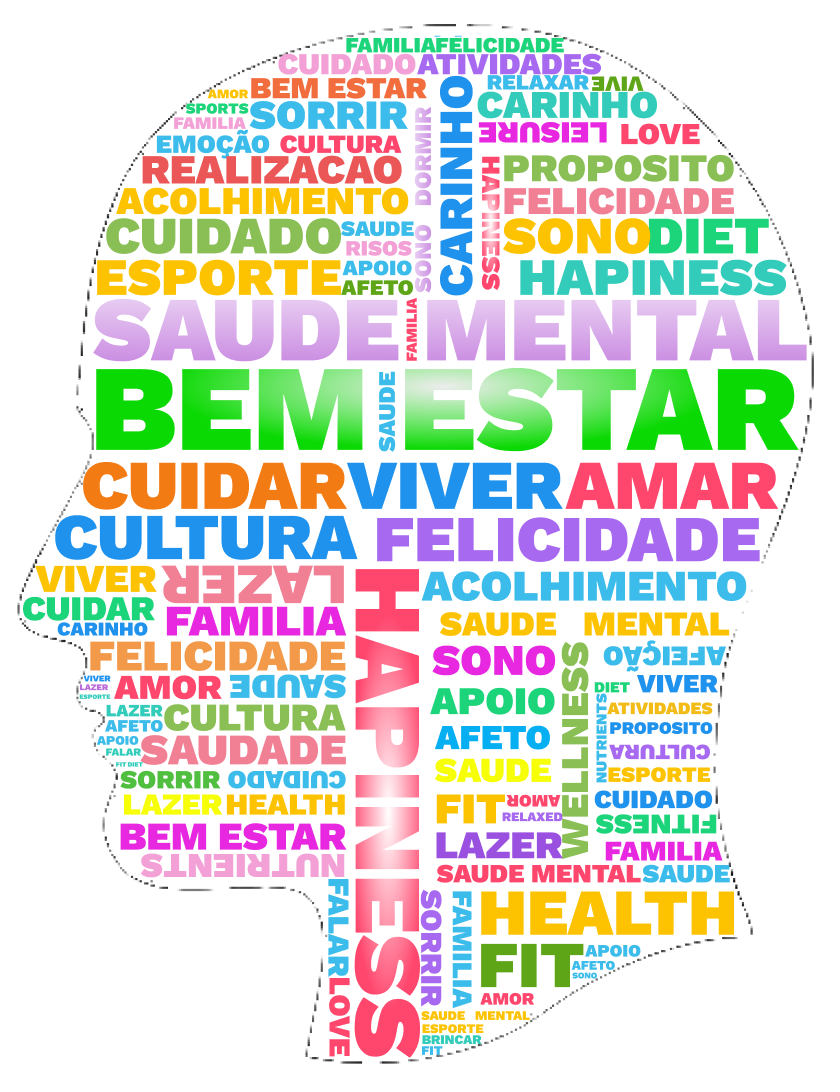 FAMILIA FELICIDADE
CUIDADO ATIVIDADES
AMOR BEM ESTAR RELAXAR VIVE
SPORTS SORRIR CARINHO
FAMILIA LEISURE LOVE
EMOÇÃO CULTURA
DORMIR
CARINHO
REALIZACAO HAPINESS PROPOSITO
ACOLHIMENTO FELICIDADE
CUIDADO SAUDE SONO DIET
RISOS SONO
ESPORTE APOIO HAPINESS
AFETO
SAUDE FAMILIA MENTAL
BEM SAUDE ESTAR
CUIDAR VIVER AMAR
CULTURA FELICIDADE
VIVER LAZER HAPINESS ACOLHIMENTO
CUIDAR FAMILIA SAUDE MENTAL
CARINHO
FELICIDADE SONO WELLNESS AFEIÇÃO
VIVER
LAZER AMOR SAUDE DIET VIVER
ESPORTE
LAZER CULTURA APOIO NUTRIENTS ATIVIDADES
AFETO PROPOSITO
APOIO SAUDADE AFETO CULTURA
FALAR
FIT DIET
SORRIR CUIDADO SAUDE ESPORTE
LAZER HEALTH FIT AMOR CUIDADO
RELAXED FITNESS
BEM ESTAR LAZER FAMILIA
NUTRIENTS SAUDE MENTAL SAUDE
FALAR SORRIR FAMILIA HEALTH
FIT APOIO
AFETO
SONO
LOVE AMOR
SAUDE MENTAL
ESPORTE
BRINCAR
FIT